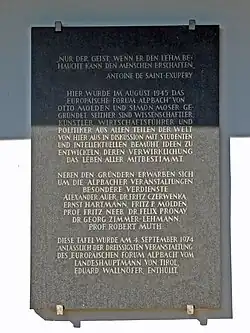 „NUR DER GEIST, WENN ER DEN LEHM BE-
HAUCHT, KANN DEN MENSCHEN ERSCHAFFEN."
ANTOINE DE SAINT-EXUPÉRY
HIER WURDE IM AUGUST 1945 DAS
„EUROPÄISCHE FORUM ALPBACH" VON
OTTO MOLDEN UND SIMON MOSER GE-
GRÜNDET. SEITHER SIND WISSENSCHAFTLER,
KÜNSTLER, WIRTSCHAFTSFÜHRER UND
POLITIKER AUS ALLEN TEILEN DER WELT
VON HIER AUS IN DISKUSSION MIT STUDENTEN
UND INTELLEKTUELLEN BEMÜHT, IDEEN ZU
ENTWICKELN, DEREN VERWIRKLICHUNG
DAS LEBEN ALLER MITBESTIMMT.
NEBEN DEN GRÜNDERN ERWARBEN SICH
UM DIE ALPBACHER VERANSTALTUNGEN
BESONDERE VERDIENSTE
ALEXANDER AUER, DR. FRITZ CZERWENKA,
ERNST HARTMANN, FRITZ P. MOLDEN
PROF. FRITZ NEEB, DR. FELIX PRONAY
DR. GEORG ZIMMER-LEHMANN,
PROF. ROBERT MUTH
DIESE TAFEL WURDE AM 4. SEPTEMBER 1974
ANLÄSSLICH DER DREISSIGSTEN VERANSTALTUNG
DES EUROPÄISCHEN FORUMS ALPBACH VOM
LANDESHAUPTMANN VON TIROL,
EDUARD WALLNÖFER, ENTHÜLLT.